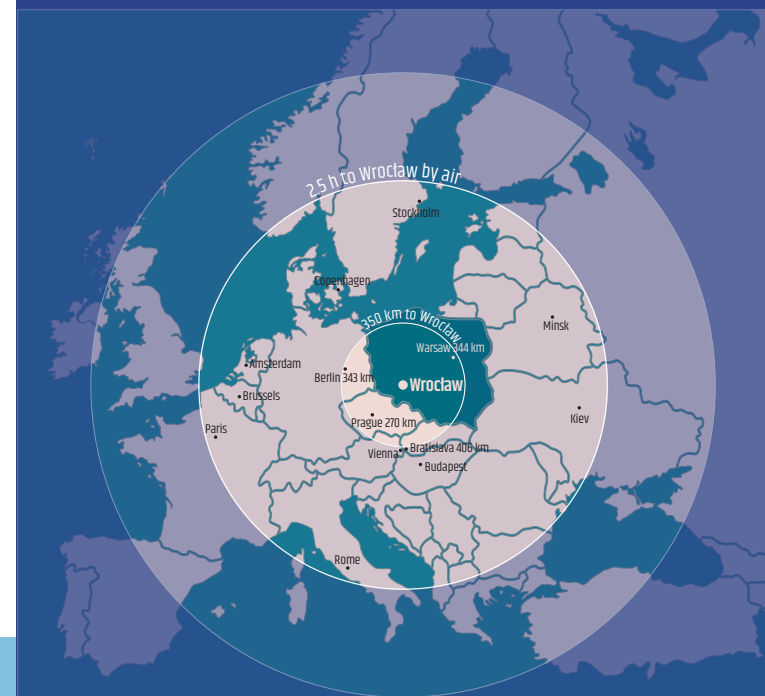 2.5 h to Wrocław by air
Stockholm
Copenhagen
350 km to Wrocław
Minsk
Warsaw 344 km
Amsterdam
Berlin 343 km
Wrocław
Brussels
Kiev
Prague 270 km
Paris
Bratislava 406 km
Vienna
Budapest
Rome